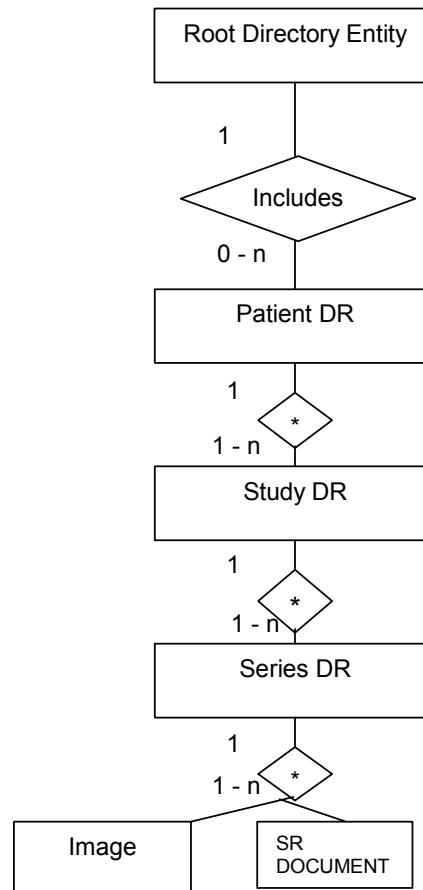 Root Directory Entity
1
Includes
0 - n
Patient DR
1
*
1 - n
Study DR
1
*
1 - n
Series DR
1
*
1 - n
Image
SR
DOCUMENT